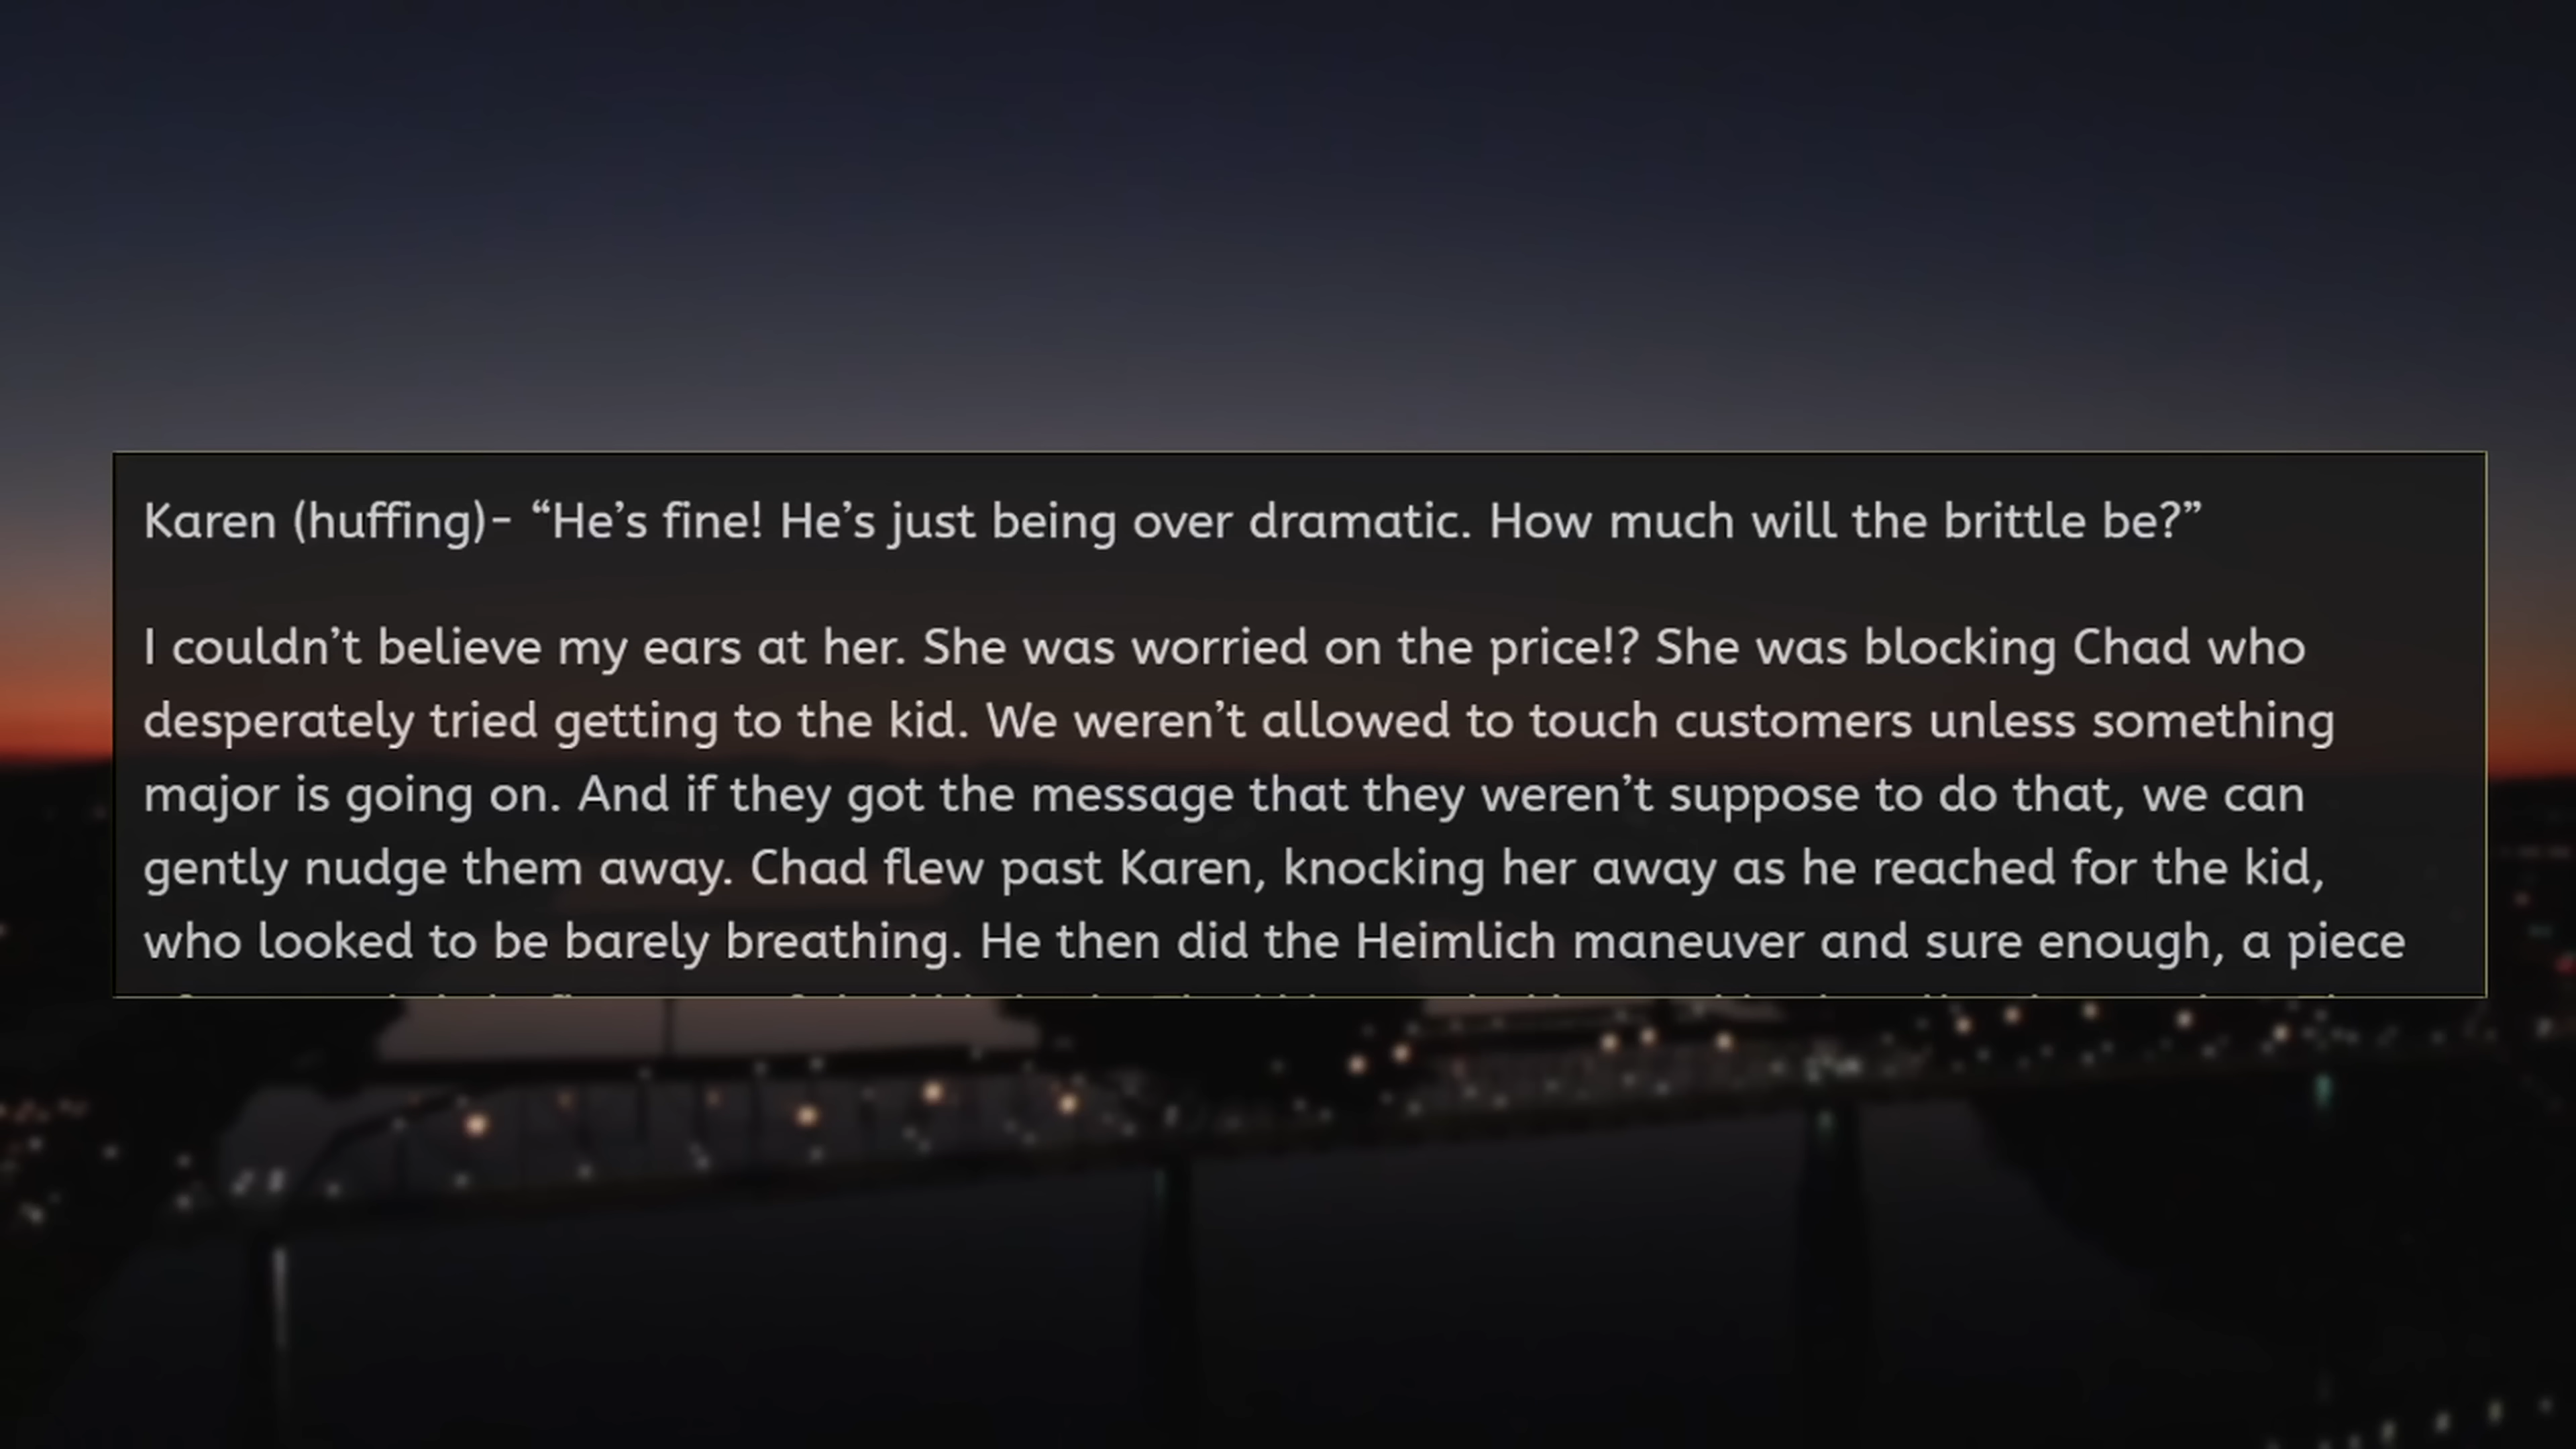 Karen (huffing)- “He’s fine! He’s just being over dramatic. How much will the brittle be?”
I couldn’t believe my ears at her. She was worried on the price!? She was blocking Chad who
desperately tried getting to the kid. We weren’t allowed to touch customers unless something
major is going on. And if they got the message that they weren’t suppose to do that, we can
gently nudge them away. Chad flew past Karen, knocking her away as he reached for the kid,
who looked to be barely breathing. He then did the Heimlich maneuver and sure enough, a piece